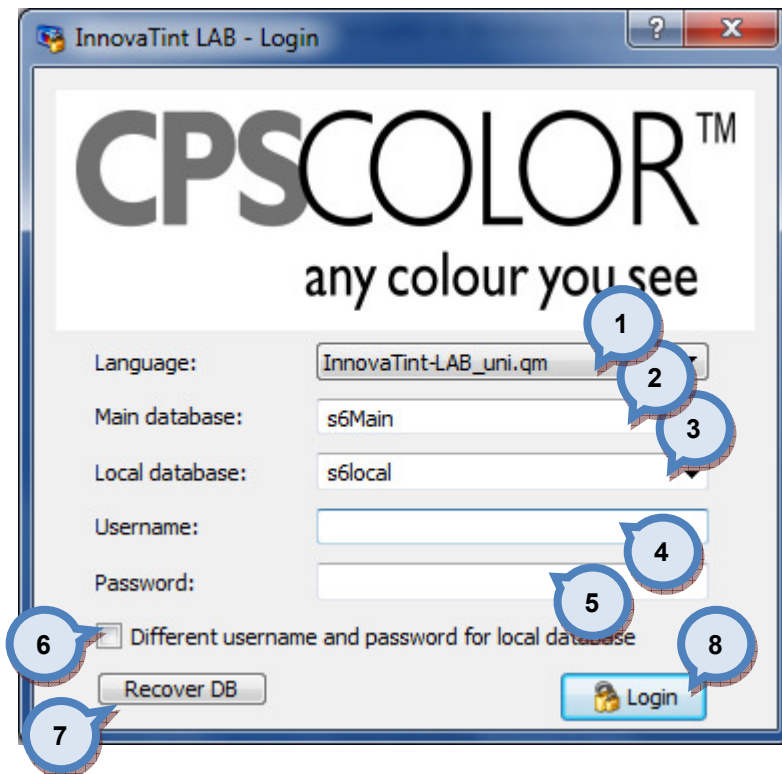 InnovaTint LAB - Login
?
X
CPSCOLOR™
any colour you see
1
Language:
InnovaTint-LAB_uni.qm
2
Main database:
s6Main
3
Local database:
s6local
Username:
4
Password:
5
6
Different username and password for local database
8
Recover DB
Login
7